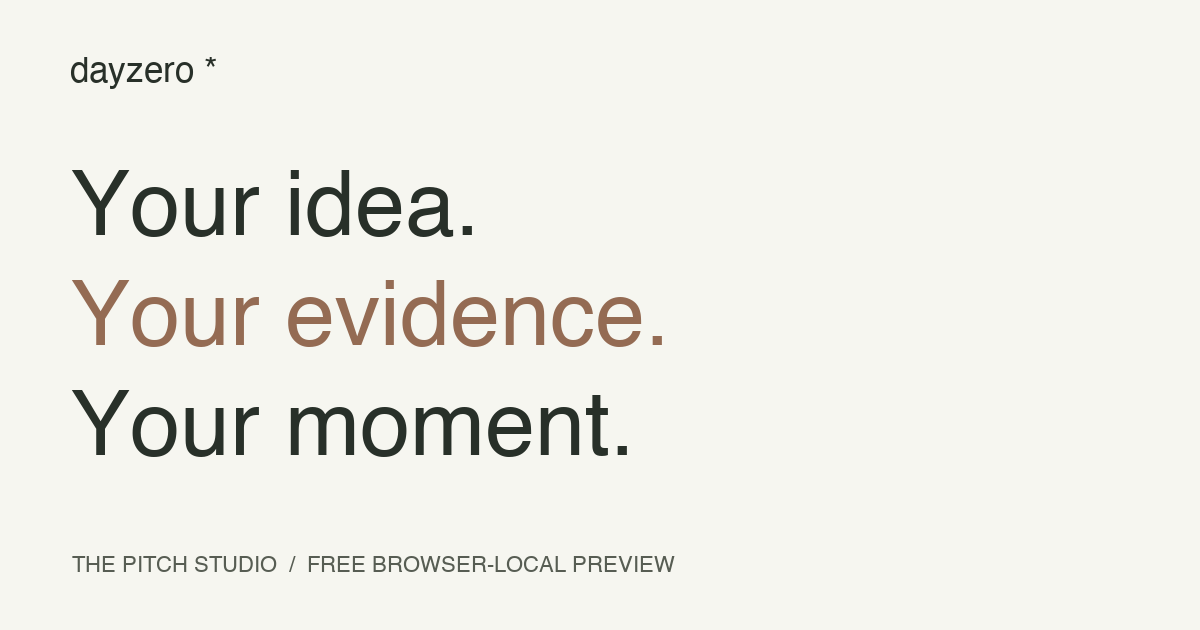 dayzero *
Your idea.
Your evidence.
Your moment.
THE PITCH STUDIO / FREE BROWSER-LOCAL PREVIEW